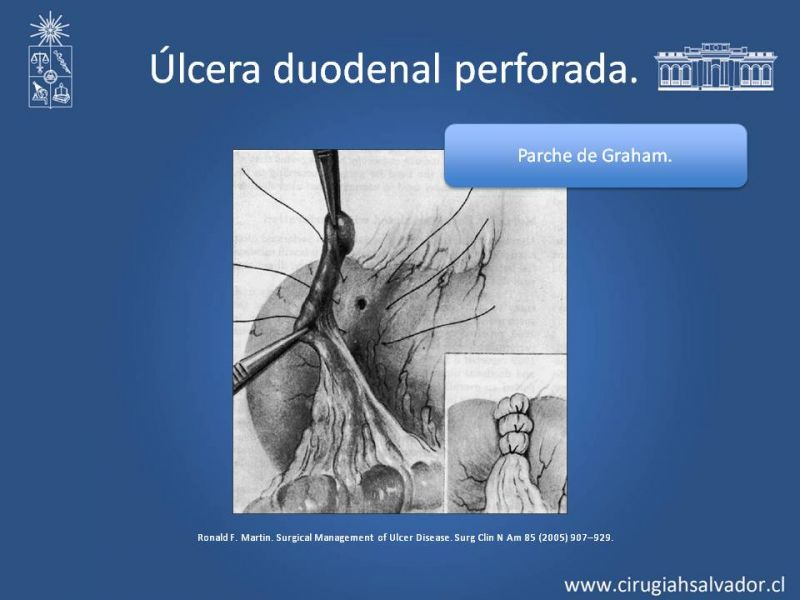 Úlcera duodenal perforada.
Parche de Graham.
Ronald F. Martin. Surgical Management of Ulcer Disease. Surg Clin N Am 85 (2005) 907–929.
www.cirugiahsalvador.cl